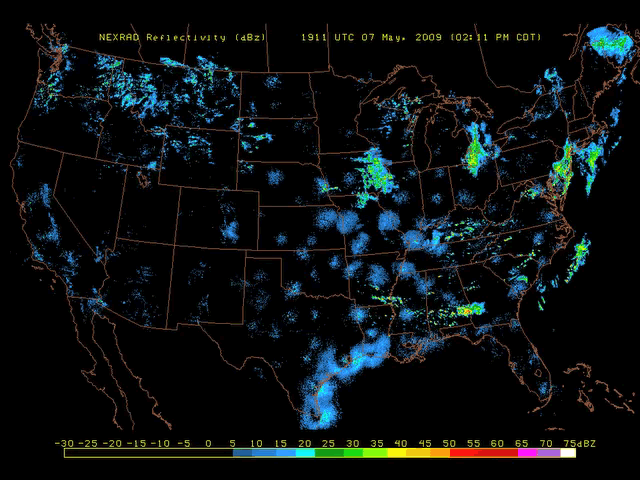 NEXRAD Reflectivity (dBz) 1911 UTC 07 May, 2009 (02:11 PM CDT)
-30 -25 -20 -15 -10 -5 0 5 10 15 20 25 30 35 40 45 50 55 60 65 70 75dBZ